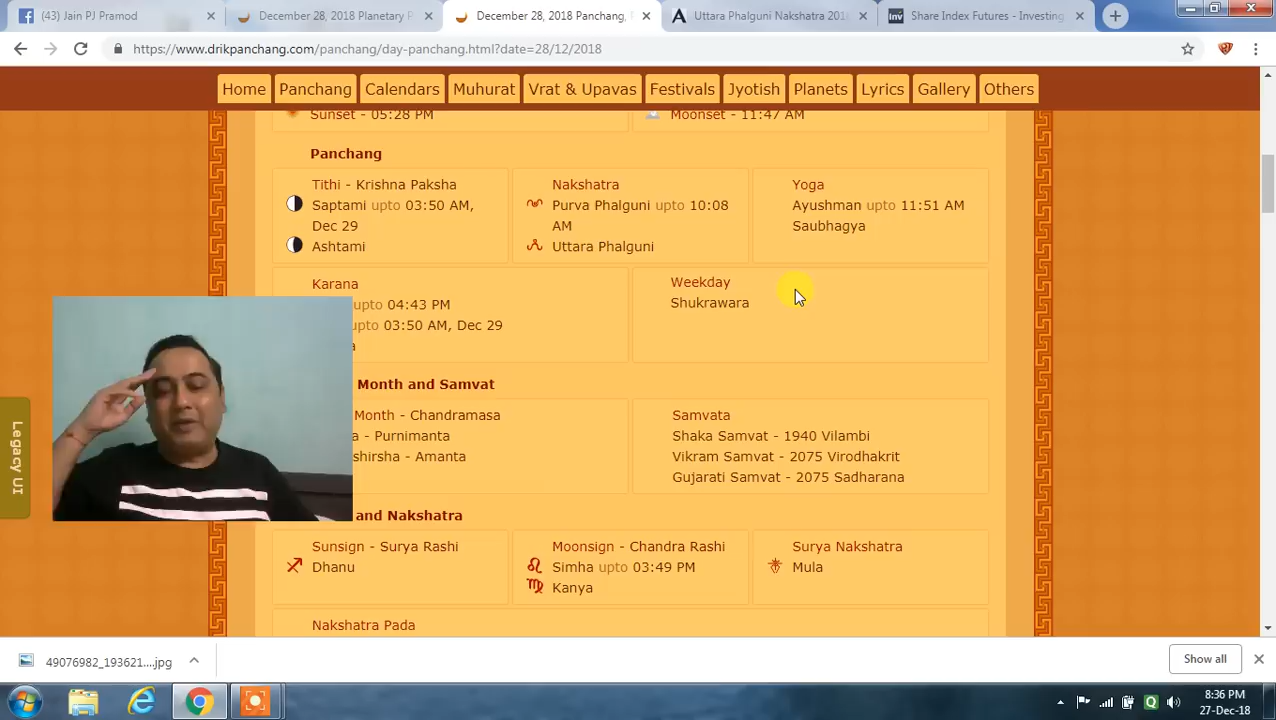 (43) Jain PJ Pramod
December 28, 2018 Planetary P
December 28, 2018 Panchang,
Uttara Phalguni Nakshatra 2018
Inv Share Index Futures - Investing
https://www.drikpanchang.com/panchang/day-panchang.html?date=28/12/2018
Home Panchang Calendars Muhurat Vrat & Upavas Festivals Jyotish Planets Lyrics Gallery Others
Sunset - 05:28 PM
Moonset - 11:47 AM
Panchang
Tithi - Krishna Paksha
Saptami upto 03:50 AM,
Dec 29
Ashtami
Nakshatra
Purva Phalguni upto 10:08
AM
Uttara Phalguni
Yoga
Ayushman upto 11:51 AM
Saubhagya
Karana
upto 04:43 PM
upto 03:50 AM, Dec 29
Weekday
Shukrawara
Month and Samvat
Month - Chandramasa
- Purnimanta
- Amanta
Samvata
Shaka Samvat - 1940 Vilambi
Vikram Samvat - 2075 Virodhakrit
Gujarati Samvat - 2075 Sadharana
and Nakshatra
Sunsign - Surya Rashi
Dhanu
Moonsign - Chandra Rashi
Simha upto 03:49 PM
Kanya
Surya Nakshatra
Mula
Nakshatra Pada
Legacy UI
49076982_193621....jpg
Show all
8:36 PM
27-Dec-18